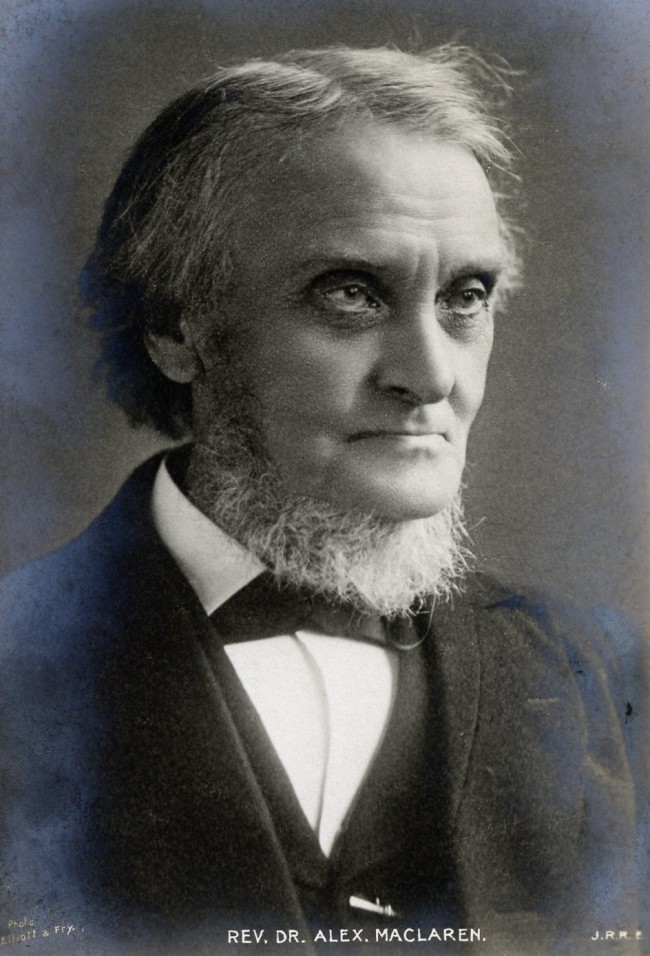 Photo
Elliott & Fry.
REV. DR. ALEX. MACLAREN.
J.R.R.